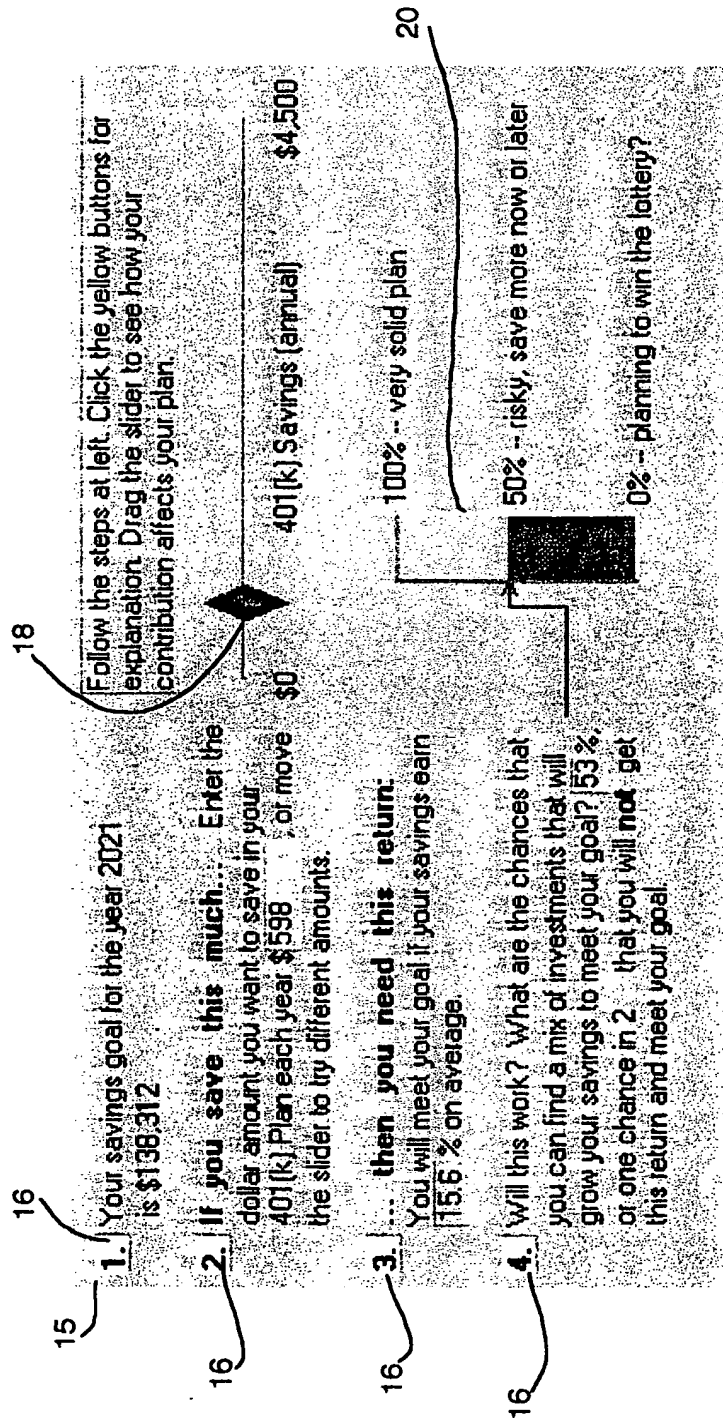 15
16
1. Your savings goal for the year 2021
is $138,312
16
2. If you save this much... Enter the
dollar amount you want to save in your
401(k) Plan each year $ 598 , or move
the slider to try different amounts.
16
3. ... then you need this return:
You will meet your goal if your savings earn
15.6 % on average.
16
4. Will this work? What are the chances that
you can find a mix of investments that will
grow your savings to meet your goal? 53%,
or one chance in 2 that you will not get
this return and meet your goal.
Follow the steps at left. Click the yellow buttons for
explanation. Drag the slider to see how your
contribution affects your plan.
18
$0 401(k) Savings (annual) $4,500
100% -- very solid plan
20
50% -- risky, save more now or later
0% -- planning to win the lottery?